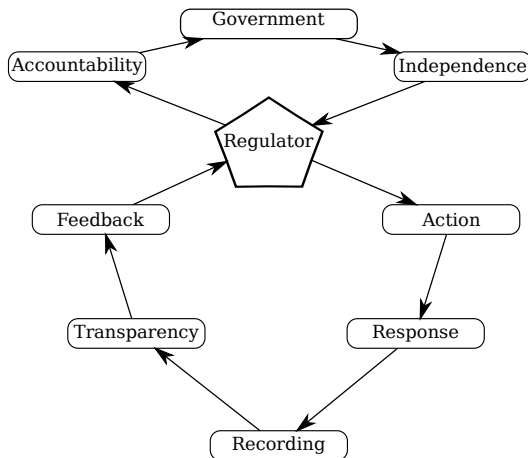 Government
Accountability
Independence
Regulator
Feedback
Action
Transparency
Response
Recording